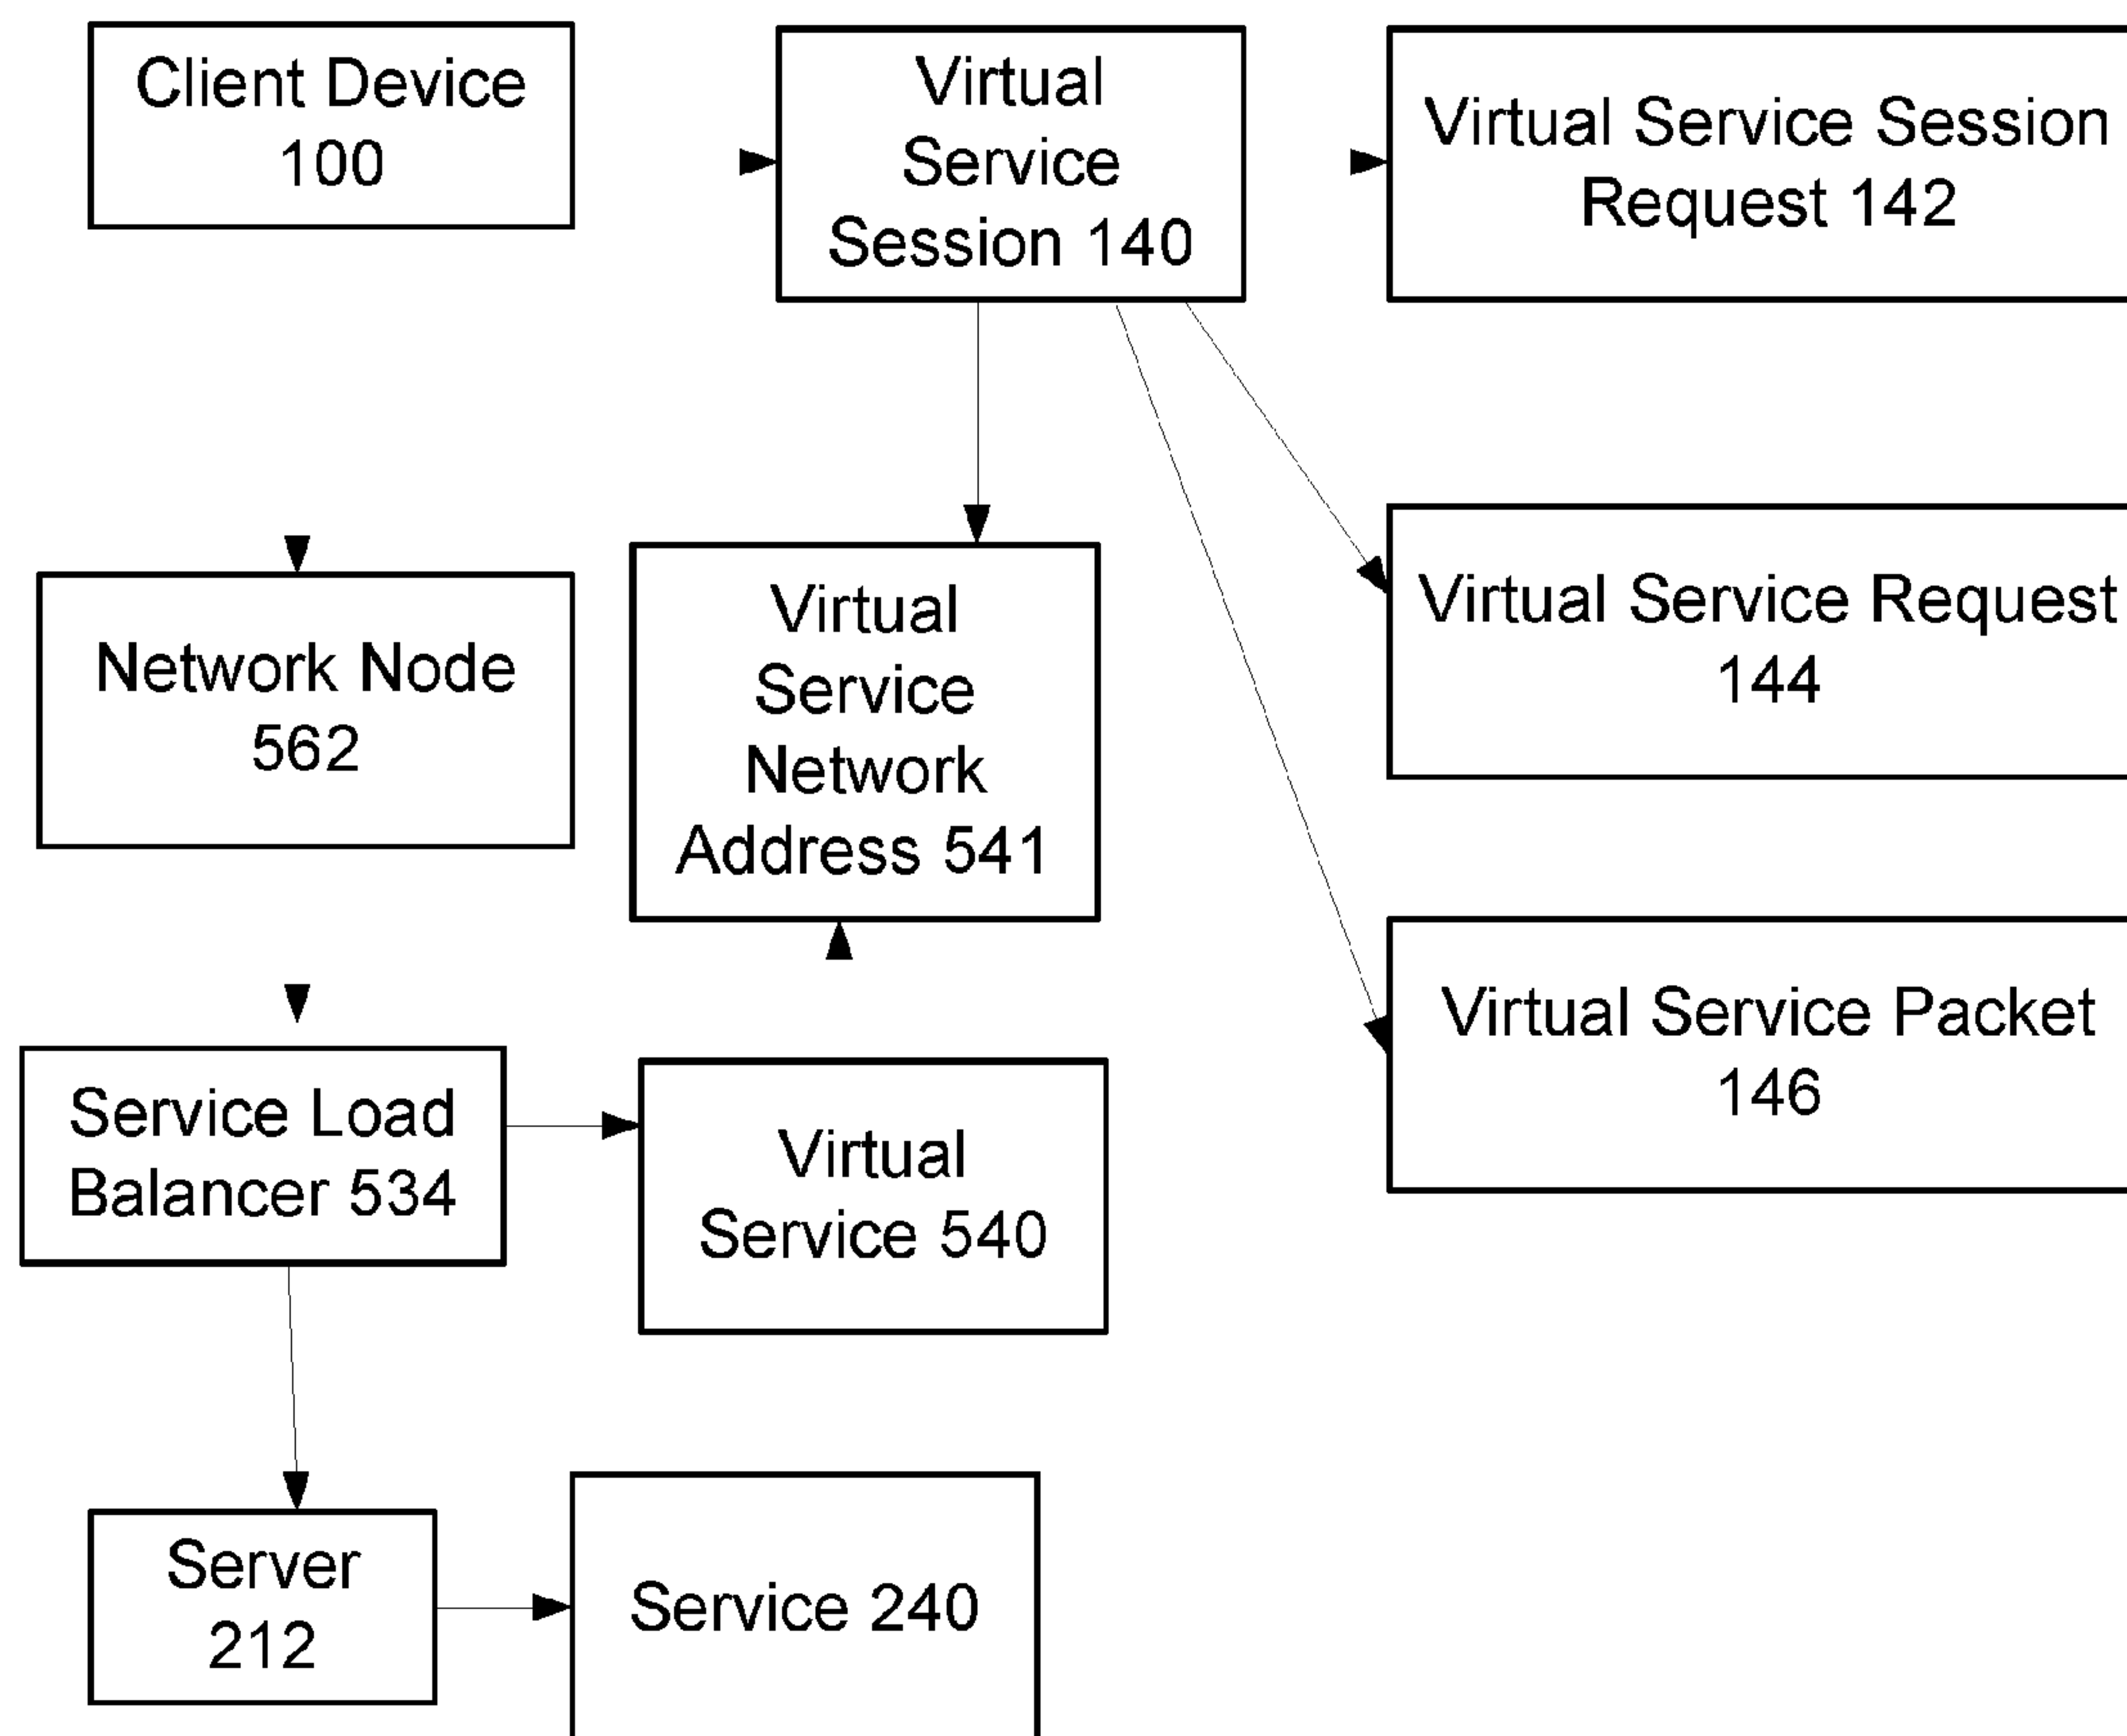 Client Device
100
Virtual
Service
Session 140
Virtual Service Session
Request 142
Network Node
562
Virtual
Service
Network
Address 541
Virtual Service Request
144
Service Load
Balancer 534
Virtual
Service 540
Virtual Service Packet
146
Server
212
Service 240